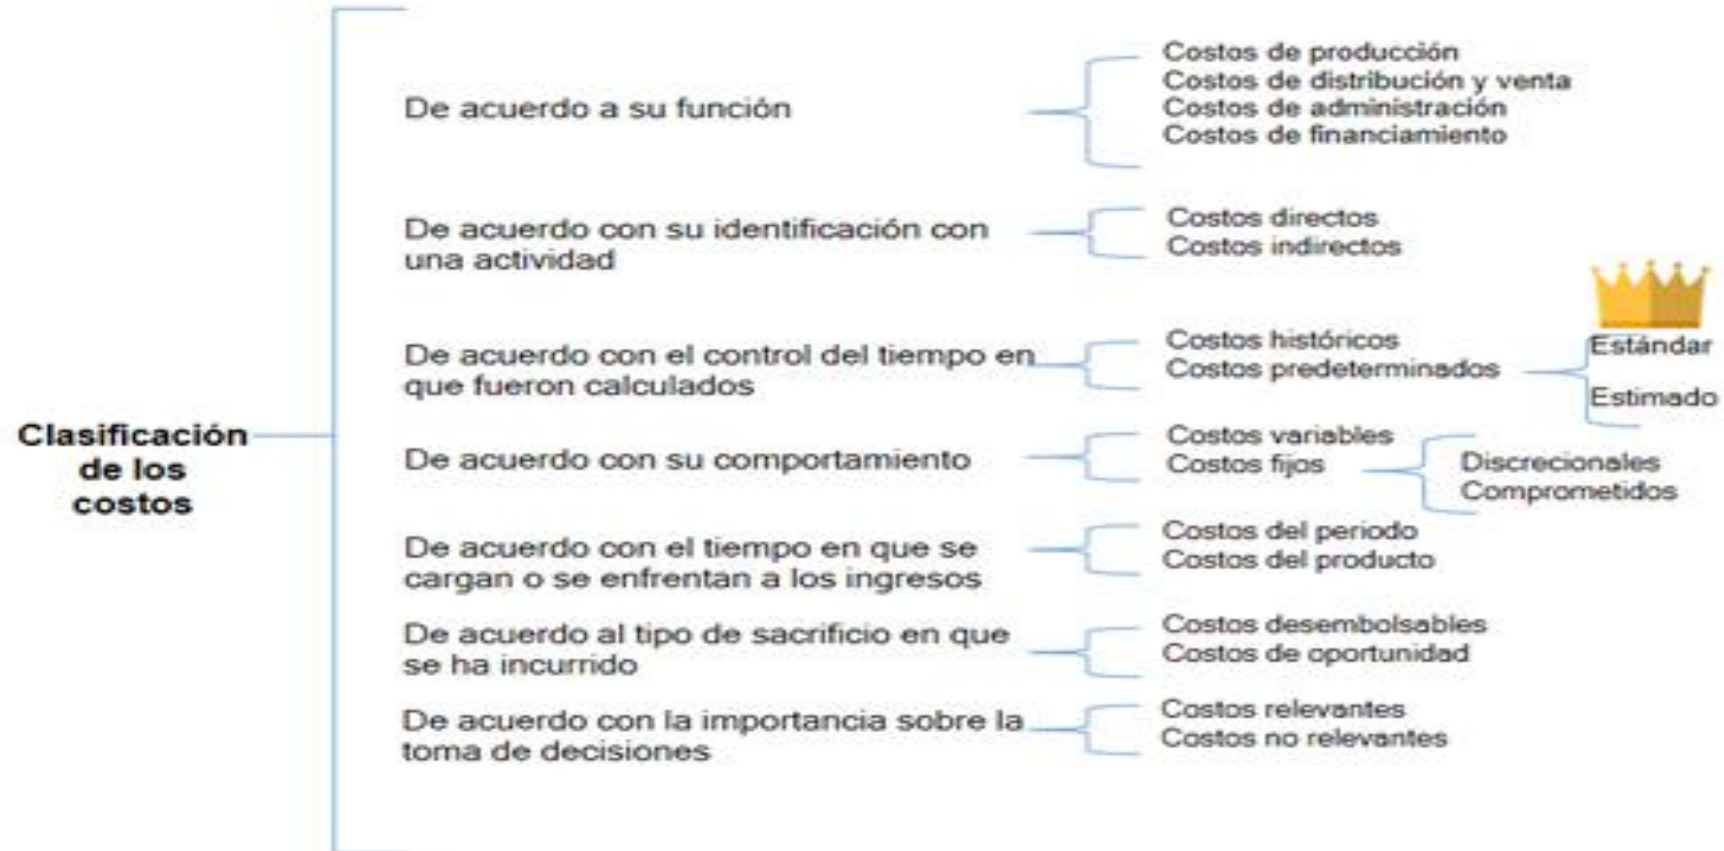 Clasificación
de los
costos
De acuerdo a su función
Costos de producción
Costos de distribución y venta
Costos de administración
Costos de financiamiento
De acuerdo con su identificación con
una actividad
Costos directos
Costos indirectos
De acuerdo con el control del tiempo en
que fueron calculados
Costos históricos
Costos predeterminados
Estándar
Estimado
De acuerdo con su comportamiento
Costos variables
Costos fijos
Discrecionales
Comprometidos
De acuerdo con el tiempo en que se
cargan o se enfrentan a los ingresos
Costos del periodo
Costos del producto
De acuerdo al tipo de sacrificio en que
se ha incurrido
Costos desembolsables
Costos de oportunidad
De acuerdo con la importancia sobre la
toma de decisiones
Costos relevantes
Costos no relevantes